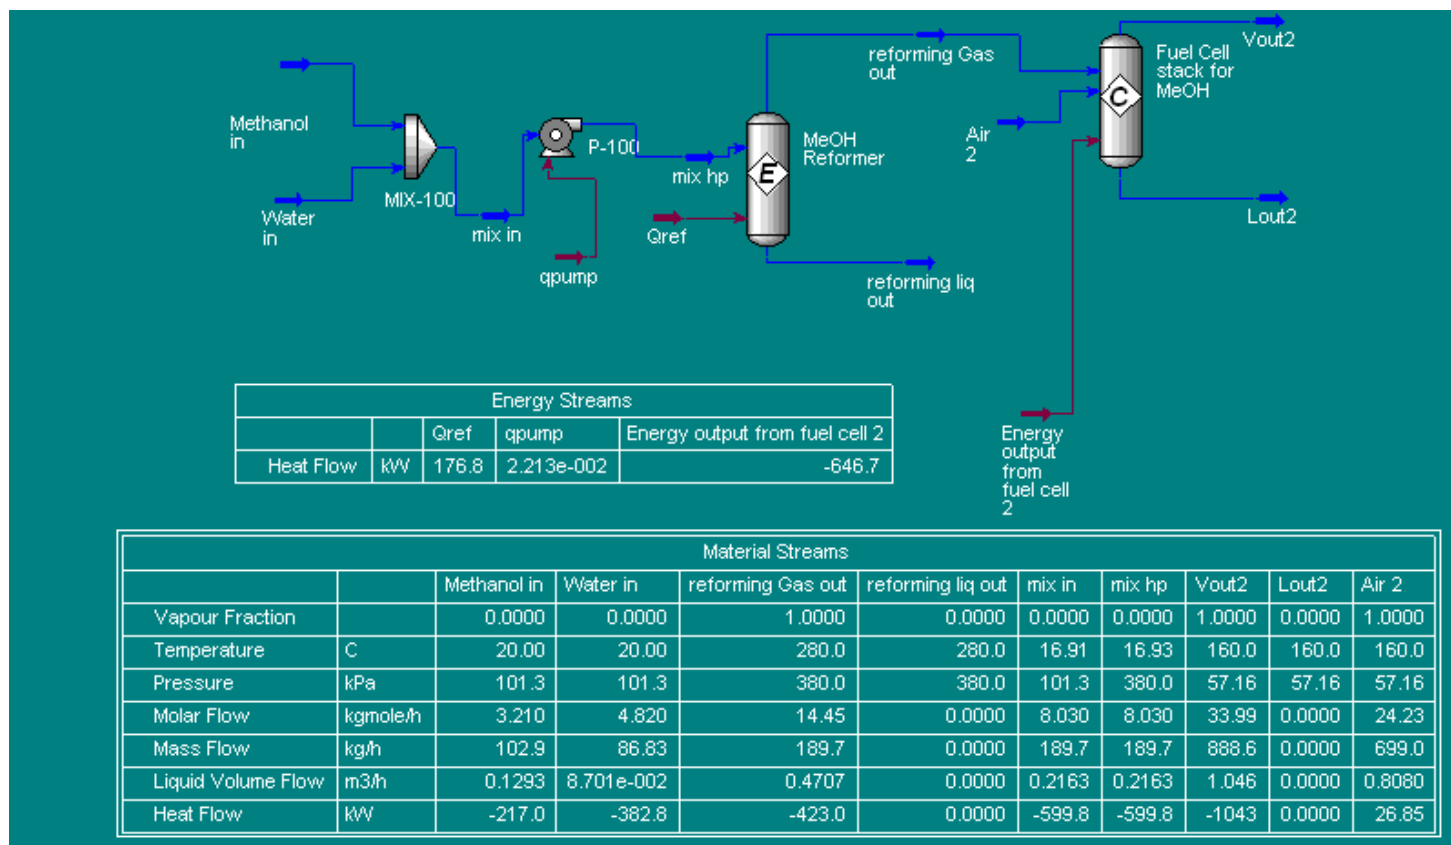 reforming Gas
out
Vout2
Fuel Cell
stack for
MeOH
C
Methanol
in
P-100
MeOH
Reformer
Air
2
mix hp
E
MIX-100
Water
in
mix in
Qref
Lout2
qpump
reforming liq
out
Energy
output
from
fuel cell
2
Energy Streams
Qref qpump Energy output from fuel cell 2
Heat Flow kW 176.8 2.213e-002 -646.7
Material Streams
Methanol in Water in reforming Gas out reforming liq out mix in mix hp Vout2 Lout2 Air 2
Vapour Fraction 0.0000 0.0000 1.0000 0.0000 0.0000 0.0000 1.0000 0.0000 1.0000
Temperature C 20.00 20.00 280.0 280.0 16.91 16.93 160.0 160.0 160.0
Pressure kPa 101.3 101.3 380.0 380.0 101.3 380.0 57.16 57.16 57.16
Molar Flow kgmole/h 3.210 4.820 14.45 0.0000 8.030 8.030 33.99 0.0000 24.23
Mass Flow kg/h 102.9 86.83 189.7 0.0000 189.7 189.7 888.6 0.0000 699.0
Liquid Volume Flow m3/h 0.1293 8.701e-002 0.4707 0.0000 0.2163 0.2163 1.046 0.0000 0.8080
Heat Flow kW -217.0 -382.8 -423.0 0.0000 -599.8 -599.8 -1043 0.0000 26.85